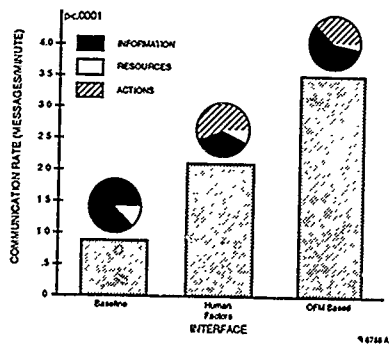 p<.0001
INFORMATION
RESOURCES
ACTIONS
COMMUNICATION RATE (MESSAGES/MINUTE)
4.0
3.5
3.0
2.5
2.0
1.5
1.0
.5
0
Baseline
Human
Factors
OFM Based
INTERFACE